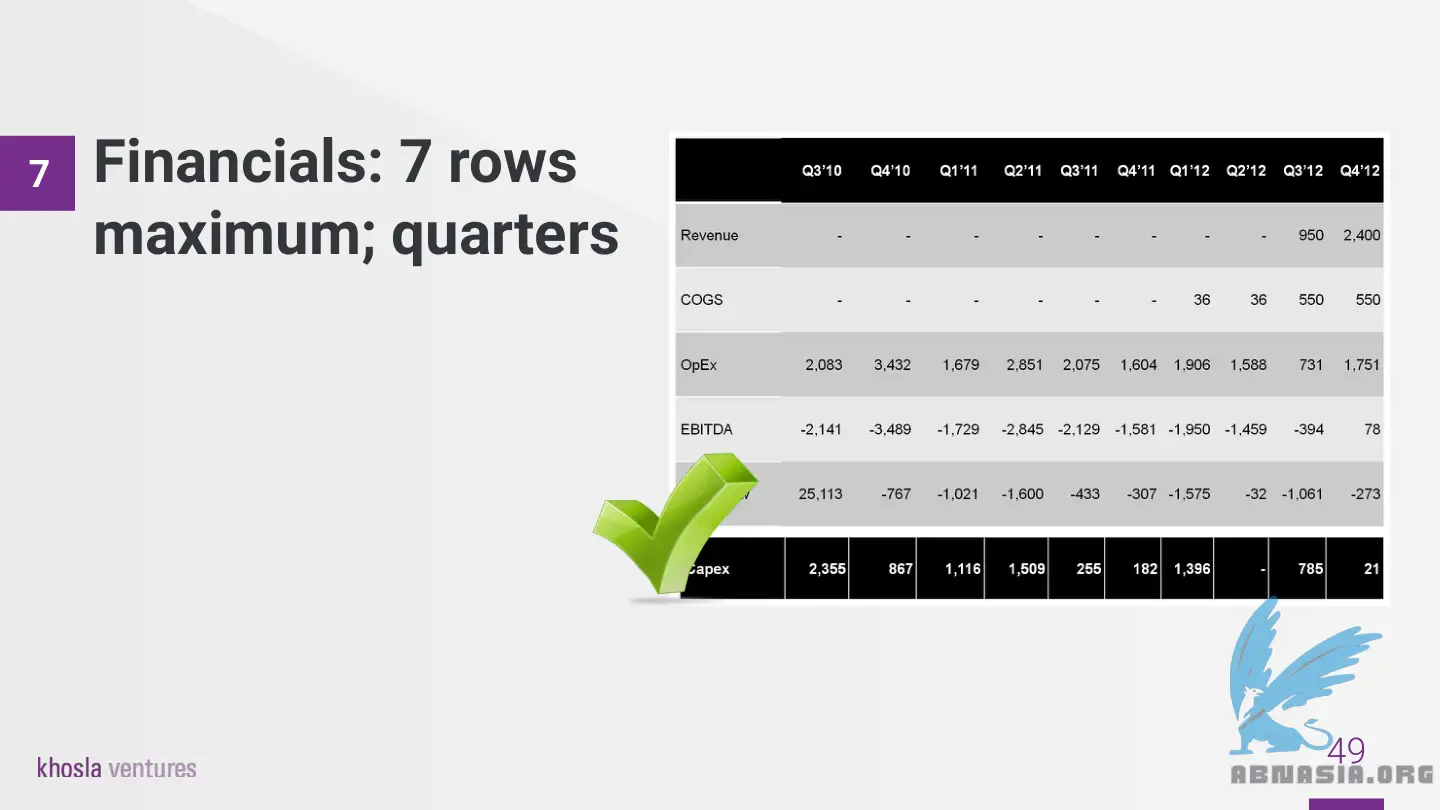 7
Financials: 7 rows
maximum; quarters
Q3'10 Q4'10 Q1'11 Q2'11 Q3'11 Q4'11 Q1'12 Q2'12 Q3'12 Q4'12
Revenue - - - - - - - - 950 2,400
COGS - - - - - - 36 36 550 550
OpEx 2,083 3,432 1,679 2,851 2,075 1,604 1,906 1,588 731 1,751
EBITDA -2,141 -3,489 -1,729 -2,845 -2,129 -1,581 -1,950 -1,459 -394 78
25,113 -767 -1,021 -1,600 -433 -307 -1,575 -32 -1,061 -273
Capex 2,355 867 1,116 1,509 255 182 1,396 - 785 21
khosla ventures
49
ABNASIA.ORG